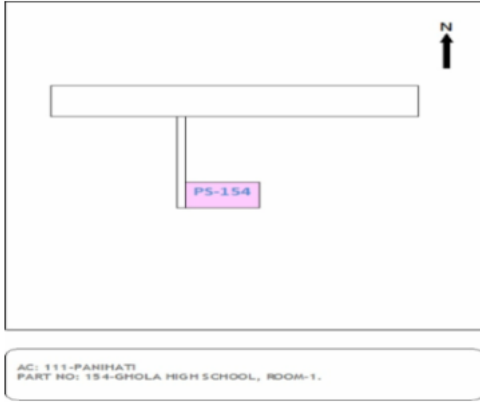 N
PS-154
AC: 111-PANIHATI
PART NO: 154-GHOLA HIGH SCHOOL, ROOM-1.